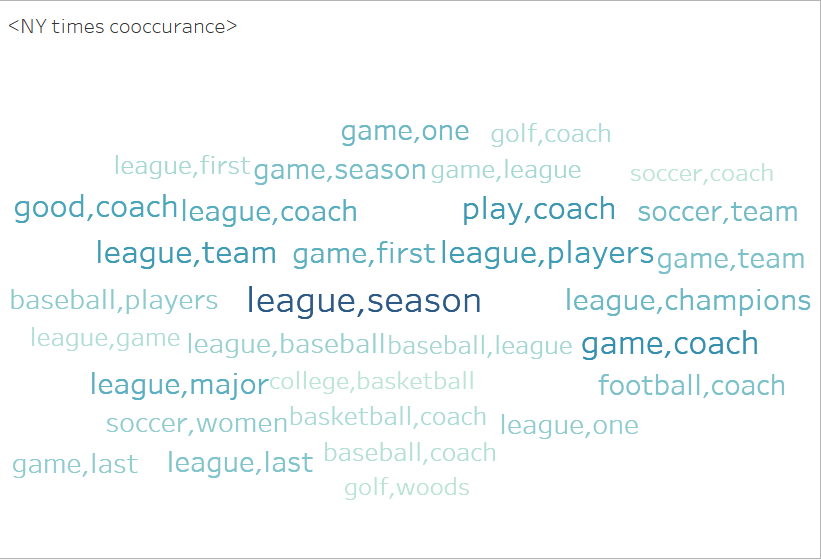 <NY times cooccurance>
game,one golf,coach
league,first game,season game,league soccer,coach
good,coach league,coach play,coach soccer,team
league,team game,first league,players game,team
baseball,players league,season league,champions
league,game league,baseball baseball,league game,coach
league,major college,basketball football,coach
soccer,women basketball,coach league,one
game,last league,last baseball,coach
golf,woods